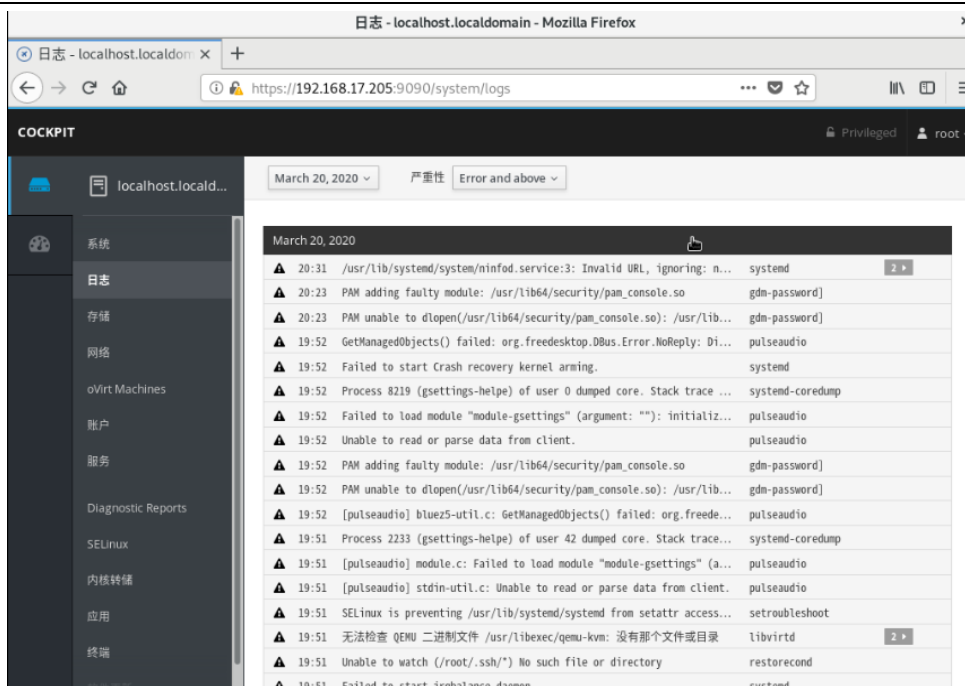 日志 - localhost.localdomain - Mozilla Firefox
日志 - localhost.localdom
https://192.168.17.205:9090/system/logs
COCKPIT
Privileged
root
localhost.locald...
March 20, 2020
严重性
Error and above
系统
日志
存储
网络
oVirt Machines
账户
服务
Diagnostic Reports
SELinux
内核转储
应用
终端
March 20, 2020
20:31 /usr/lib/systemd/system/ninfod.service:3: Invalid URL, ignoring: n... systemd 2
20:23 PAM adding faulty module: /usr/lib64/security/pam_console.so gdm-password]
20:23 PAM unable to dlopen(/usr/lib64/security/pam_console.so): /usr/lib... gdm-password]
19:52 GetManagedObjects() failed: org.freedesktop.DBus.Error.NoReply: Di... pulseaudio
19:52 Failed to start Crash recovery kernel arming. systemd
19:52 Process 8219 (gsettings-helpe) of user 0 dumped core. Stack trace ... systemd-coredump
19:52 Failed to load module "module-gsettings" (argument: ""): initializ... pulseaudio
19:52 Unable to read or parse data from client. pulseaudio
19:52 PAM adding faulty module: /usr/lib64/security/pam_console.so gdm-password]
19:52 PAM unable to dlopen(/usr/lib64/security/pam_console.so): /usr/lib... gdm-password]
19:52 [pulseaudio] bluez5-util.c: GetManagedObjects() failed: org.freede... pulseaudio
19:51 Process 2233 (gsettings-helpe) of user 42 dumped core. Stack trace... systemd-coredump
19:51 [pulseaudio] module.c: Failed to load module "module-gsettings" (a... pulseaudio
19:51 [pulseaudio] stdin-util.c: Unable to read or parse data from client. pulseaudio
19:51 SELinux is preventing /usr/lib/systemd/systemd from setattr access... setroubleshoot
19:51 无法检查 QEMU 二进制文件 /usr/libexec/qemu-kvm: 没有那个文件或目录 libvirtd 2
19:51 Unable to watch (/root/.ssh/*) No such file or directory restorecond
19:51 Failed to start irqbalance daemon. systemd